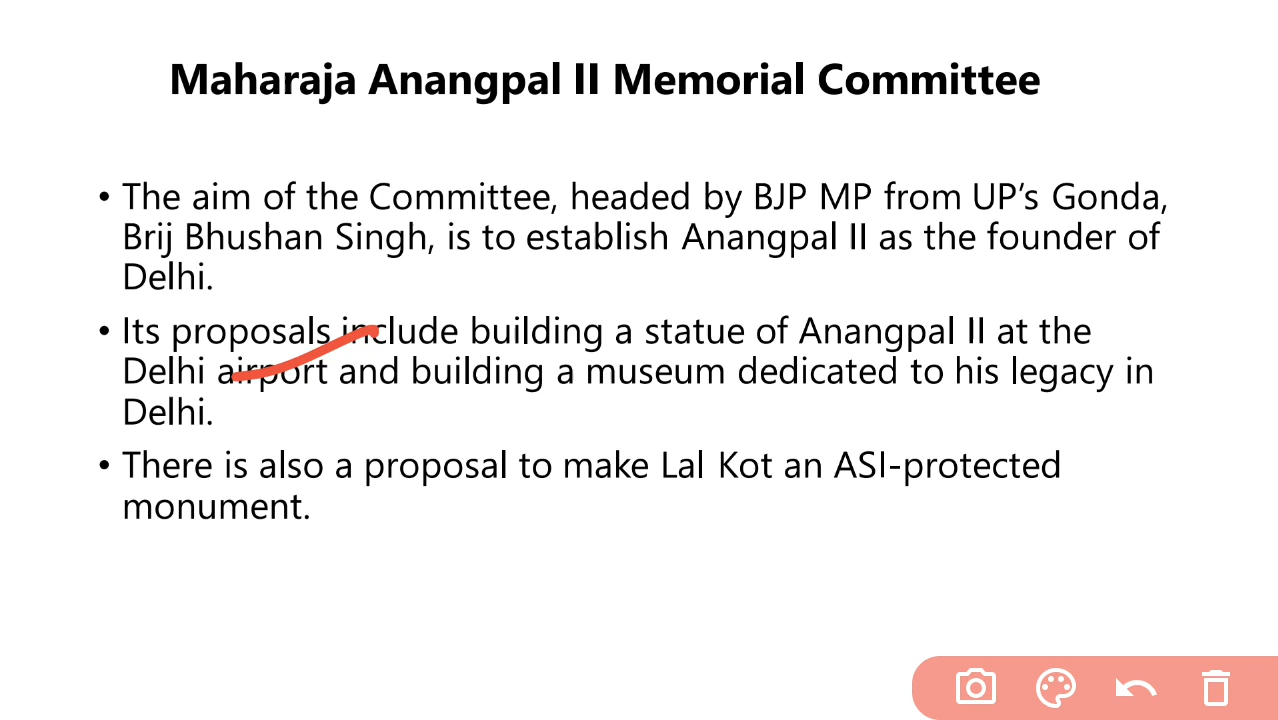 Maharaja Anangpal II Memorial Committee
• The aim of the Committee, headed by BJP MP from UP’s Gonda,
Brij Bhushan Singh, is to establish Anangpal II as the founder of
Delhi.
• Its proposals include building a statue of Anangpal II at the
Delhi airport and building a museum dedicated to his legacy in
Delhi.
• There is also a proposal to make Lal Kot an ASI-protected
monument.